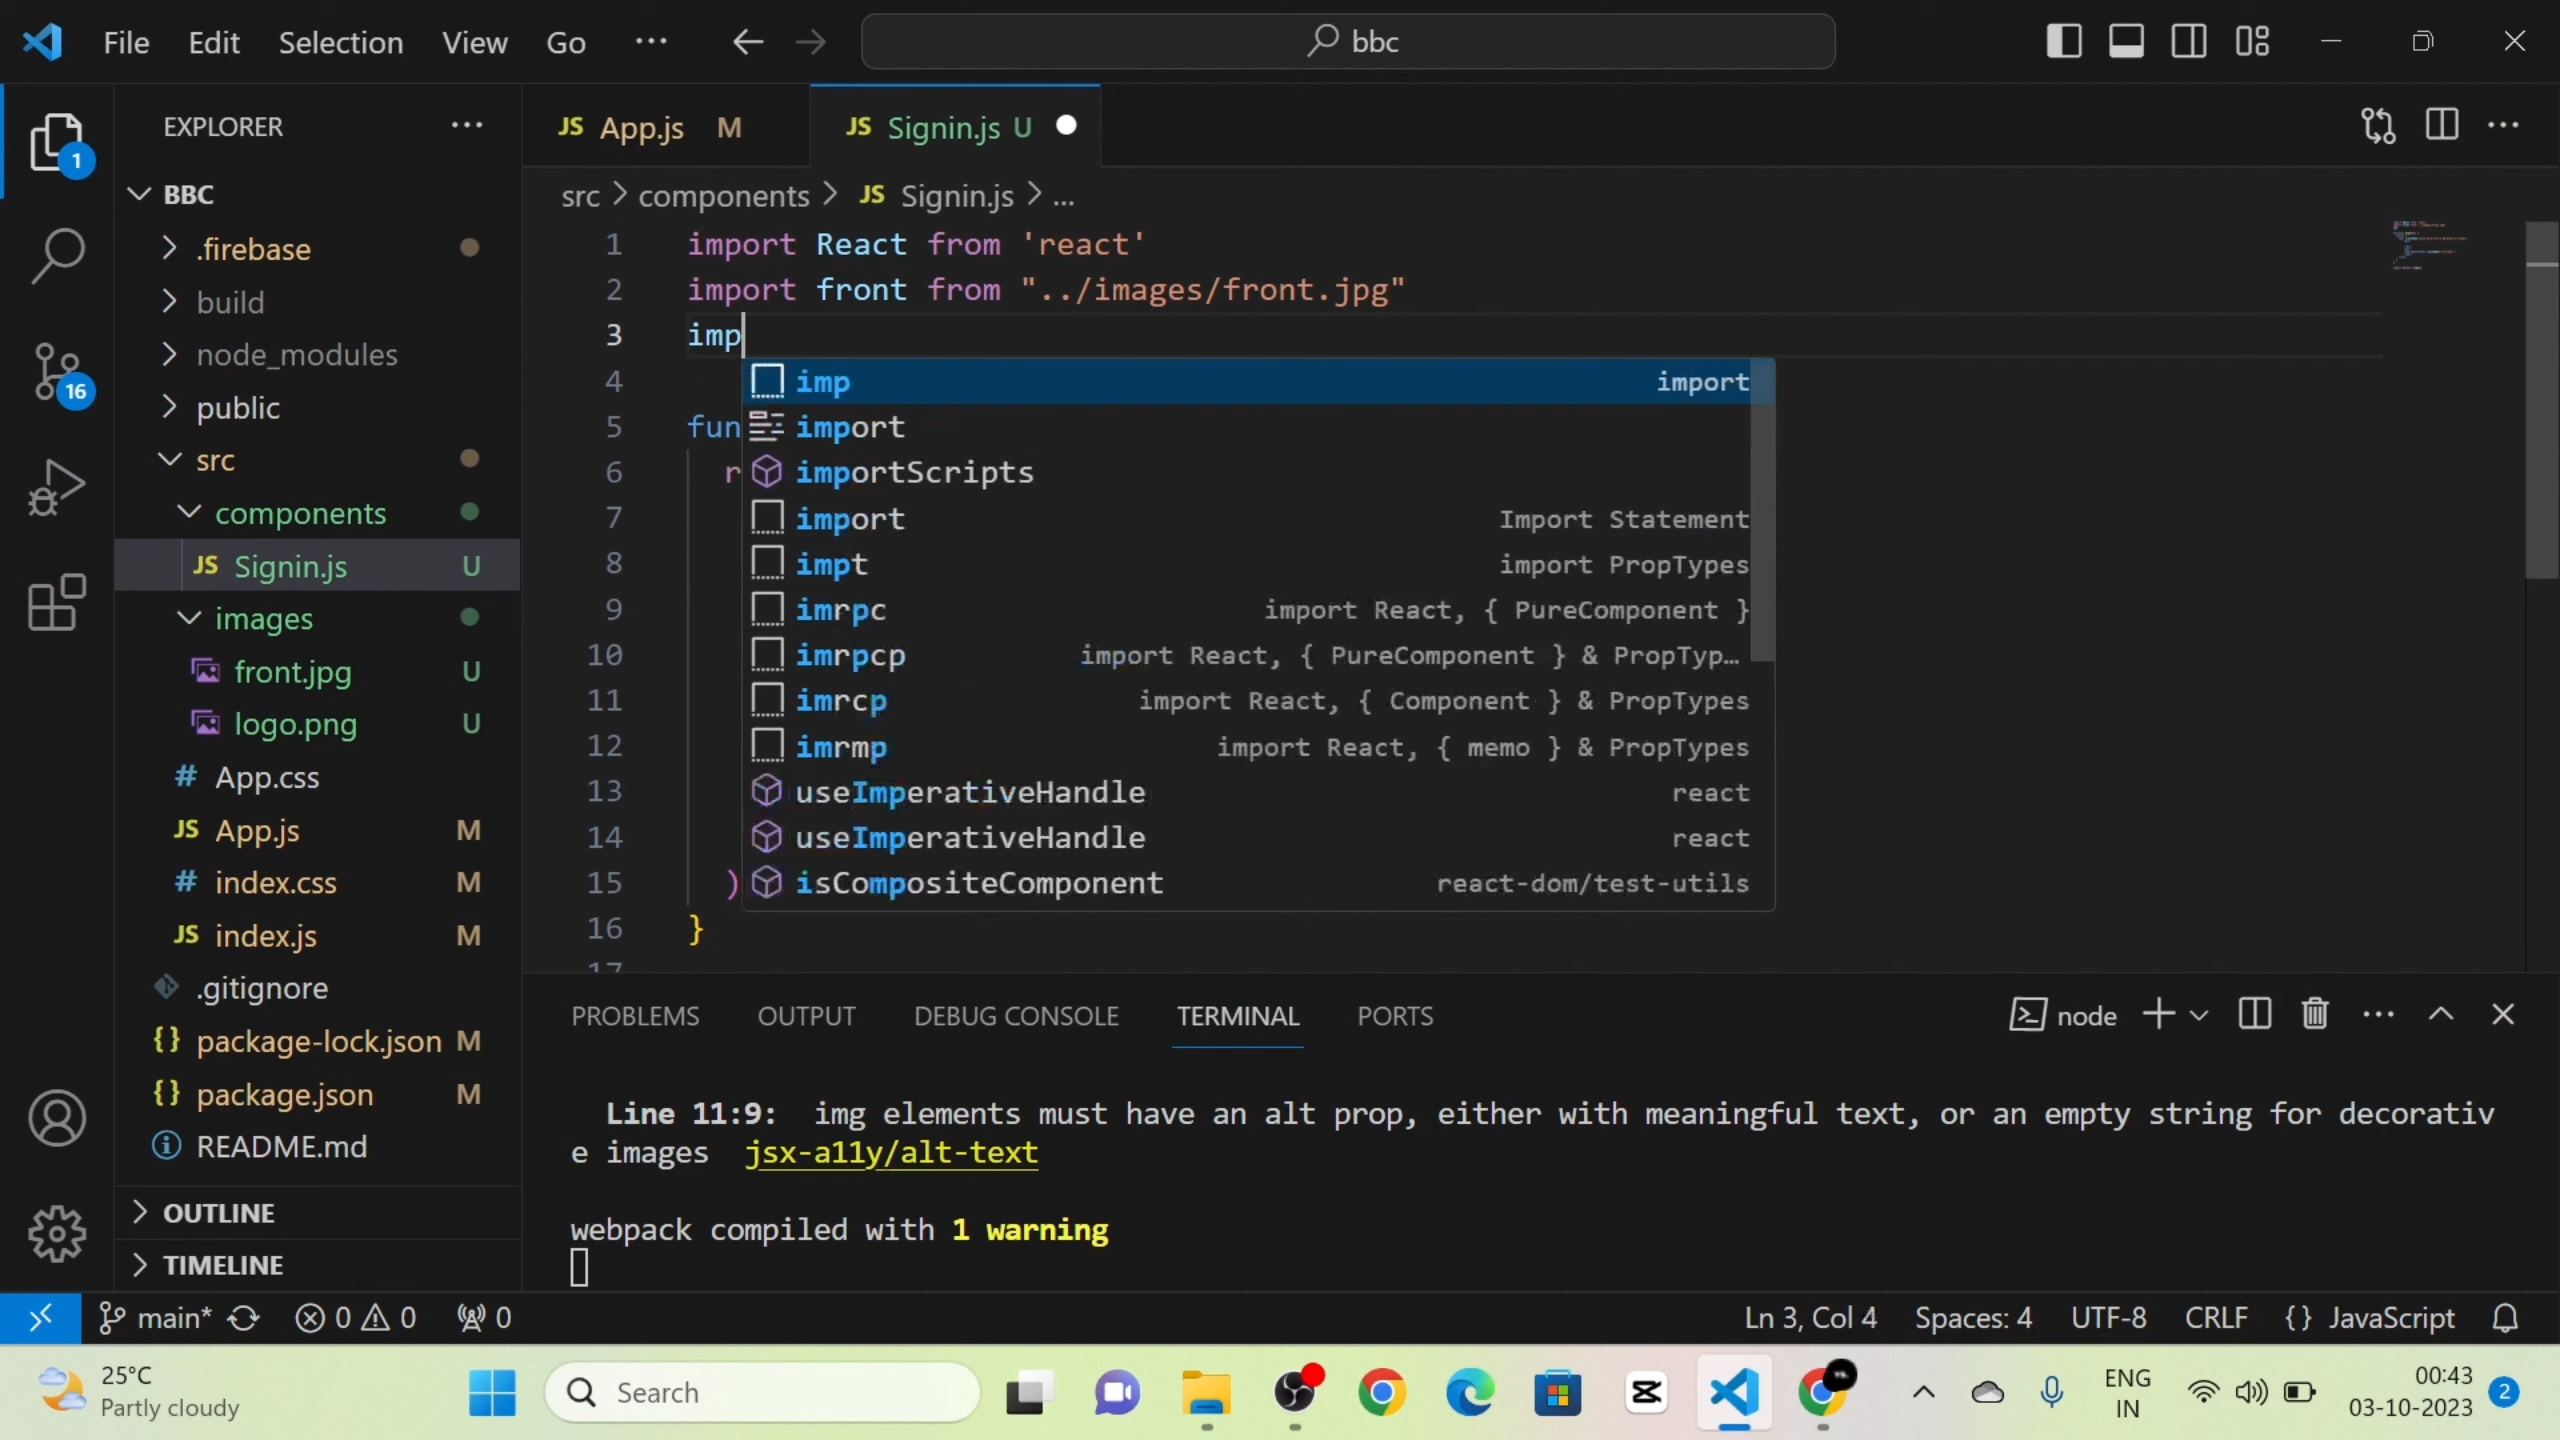 File Edit Selection View Go ··· bbc
EXPLORER ···
1
BBC
.firebase
build
node_modules
public
16
src
components
JS Signin.js U
images
front.jpg U
logo.png U
# App.css
JS App.js M
# index.css M
JS index.js M
.gitignore
{} package-lock.json M
{} package.json M
README.md
OUTLINE
TIMELINE
JS App.js M JS Signin.js U
src > components > JS Signin.js > ...
1 import React from 'react'
2 import front from "../images/front.jpg"
3 imp
4
5 fun
6 r
7
8
9
10
11
12
13
14
15 )
16 }
17
imp import
import
importScripts
import Import Statement
impt import PropTypes
imrpc import React, { PureComponent }
imrpcp import React, { PureComponent } & PropTyp…
imrcp import React, { Component } & PropTypes
imrmp import React, { memo } & PropTypes
useImperativeHandle react
useImperativeHandle react
isCompositeComponent react-dom/test-utils
PROBLEMS OUTPUT DEBUG CONSOLE TERMINAL PORTS node
Line 11:9: img elements must have an alt prop, either with meaningful text, or an empty string for decorativ
e images jsx-a11y/alt-text
webpack compiled with 1 warning
main* 0 0 0 Ln 3, Col 4 Spaces: 4 UTF-8 CRLF {} JavaScript
25°C
Partly cloudy
Search
ENG
IN
00:43
03-10-2023
2